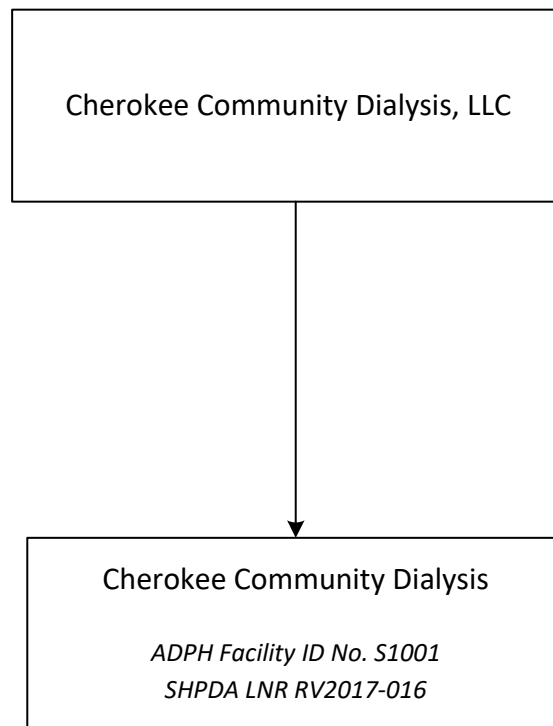 Cherokee Community Dialysis, LLC
Cherokee Community Dialysis
ADPH Facility ID No. S1001
SHPDA LNR RV2017-016